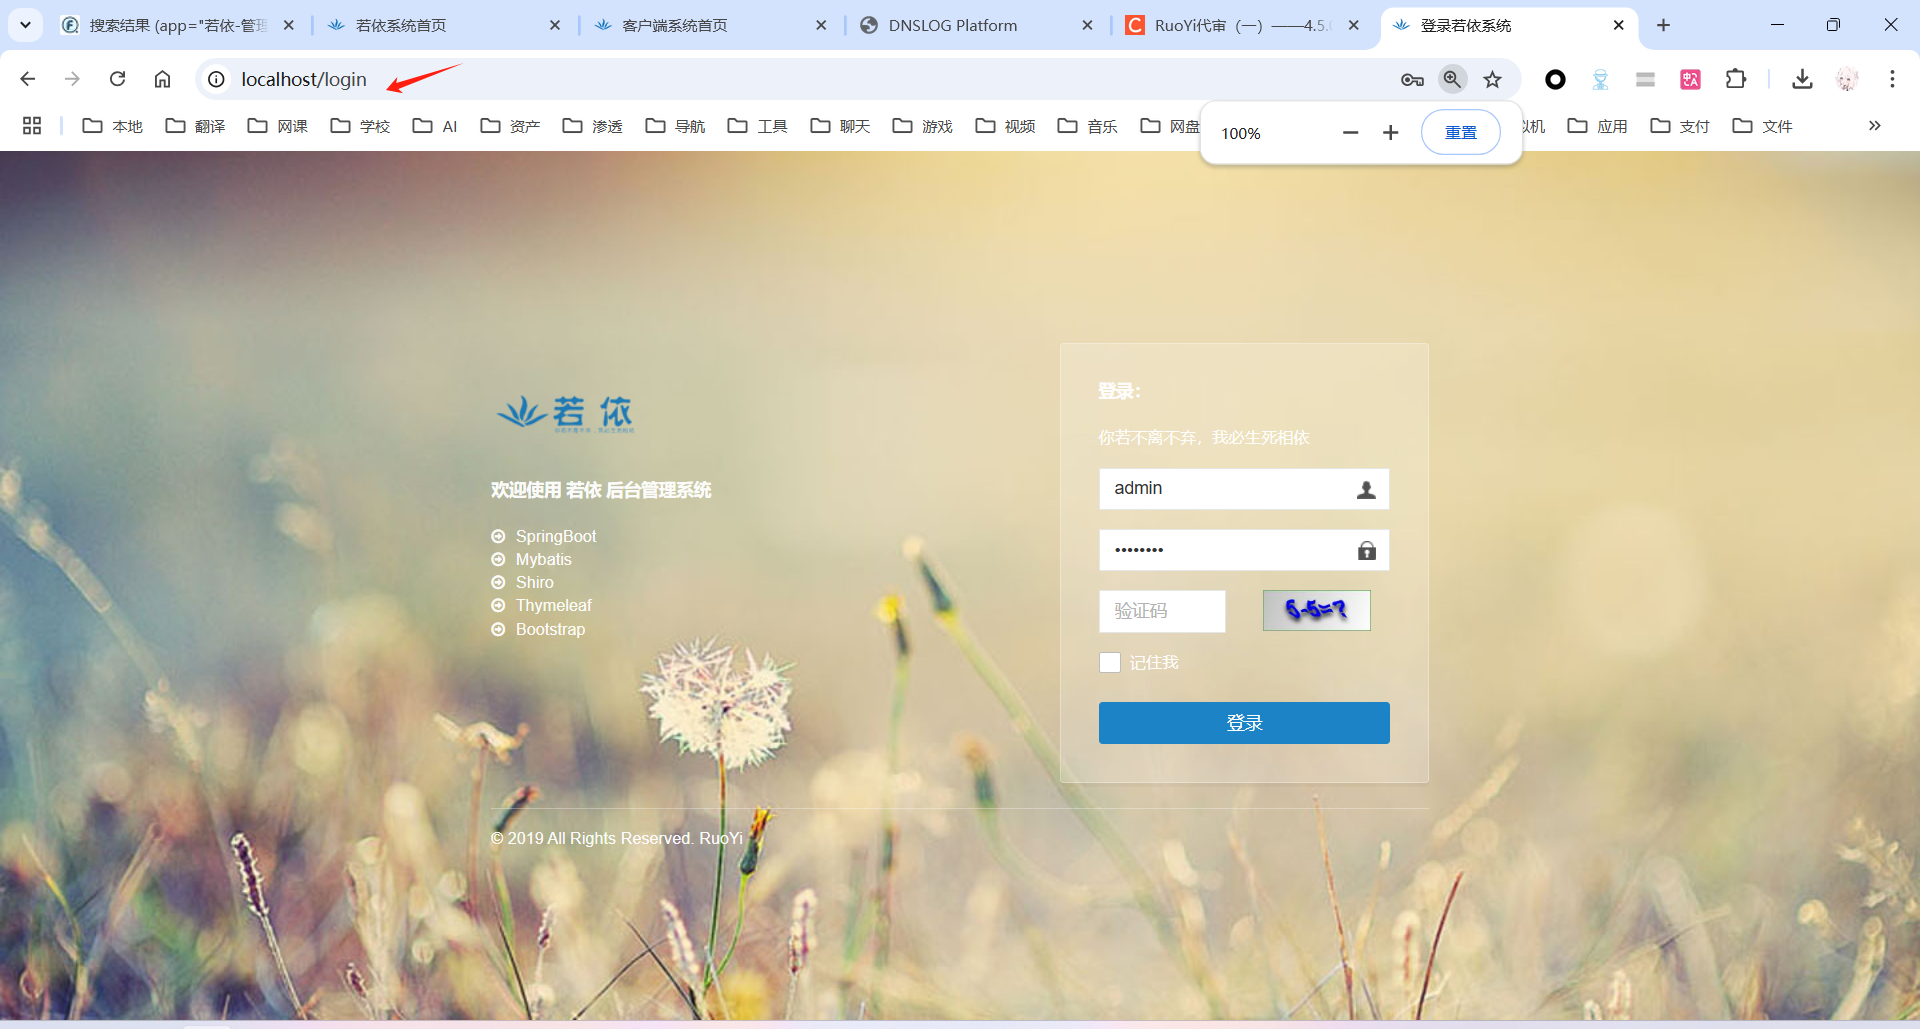 搜索结果 (app="若依-管理
若依系统首页
客户端系统首页
DNSLOG Platform
RuoYi代审（一）——4.5.
登录若依系统
localhost/login
本地
翻译
网课
学校
AI
资产
渗透
导航
工具
聊天
游戏
视频
音乐
网盘
以机
应用
支付
文件
100%
重置
若依
登录：
你若不离不弃，我必生死相依
欢迎使用 若依 后台管理系统
admin
SpringBoot
Mybatis
Shiro
Thymeleaf
Bootstrap
••••••••
验证码
5-5=?
记住我
登录
© 2019 All Rights Reserved. RuoYi